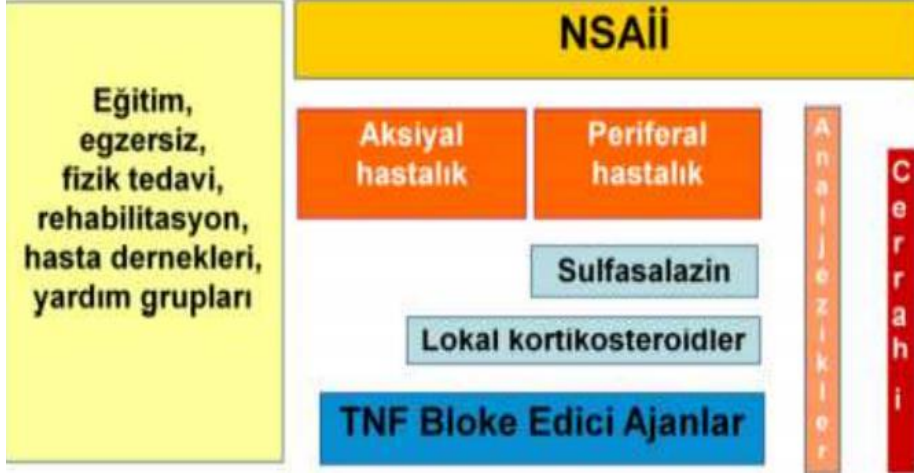 Eğitim,
egzersiz,
fizik tedavi,
rehabilitasyon,
hasta dernekleri,
yardım grupları
NSAİİ
Aksiyal
hastalık
Periferal
hastalık
Sulfasalazin
Lokal kortikosteroidler
TNF Bloke Edici Ajanlar
Analjezikler
Cerrahi